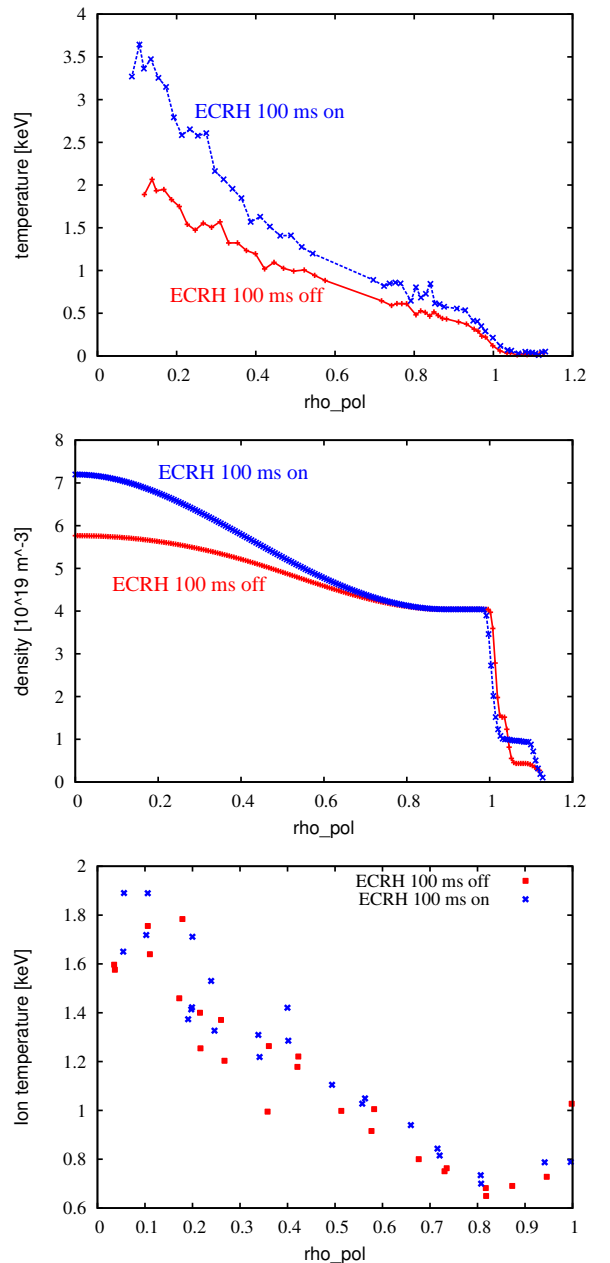 4
3.5
3
2.5
2
1.5
1
0.5
0
temperature [keV]
ECRH 100 ms on
ECRH 100 ms off
0 0.2 0.4 0.6 0.8 1 1.2
rho_pol
8
7
6
5
4
3
2
1
0
density [10^19 m^-3]
ECRH 100 ms on
ECRH 100 ms off
0 0.2 0.4 0.6 0.8 1 1.2
rho_pol
2
1.8
1.6
1.4
1.2
1
0.8
0.6
Ion temperature [keV]
ECRH 100 ms off
ECRH 100 ms on
0 0.1 0.2 0.3 0.4 0.5 0.6 0.7 0.8 0.9 1
rho_pol